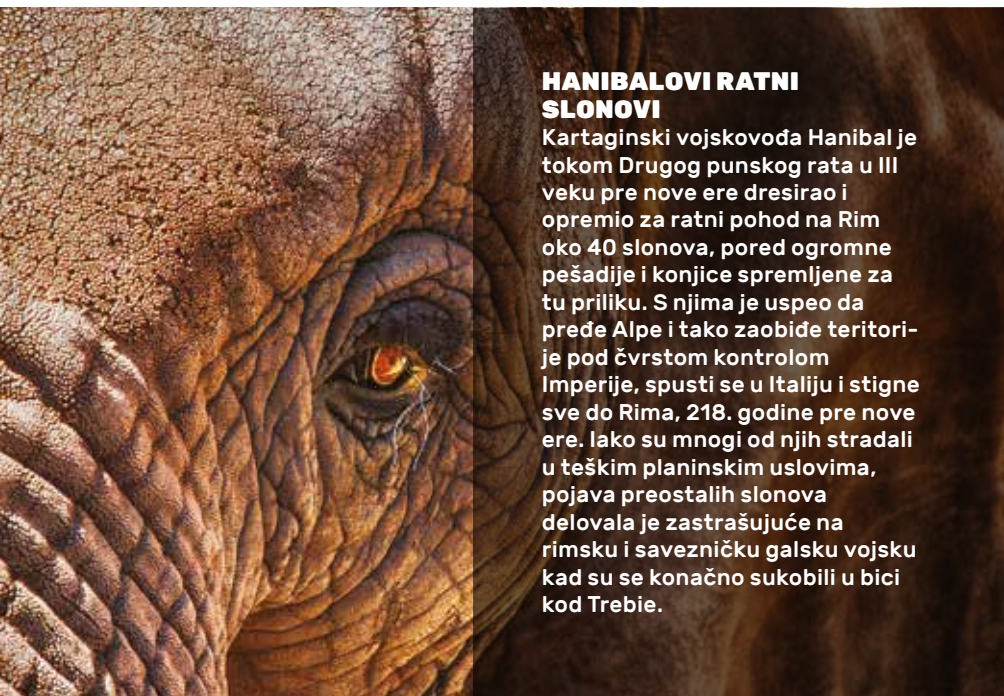 HANIBALOVI RATNI
SLONOVI
Kartaginski vojskovođa Hanibal je
tokom Drugog punskog rata u III
veku pre nove ere dresirao i
opremio za ratni pohod na Rim
oko 40 slonova, pored ogromne
pešadije i konjice spremljene za
tu priliku. S njima je uspeo da
pređe Alpe i tako zaobiđe teritori-
je pod čvrstom kontrolom
Imperije, spusti se u Italiju i stigne
sve do Rima, 218. godine pre nove
ere. Iako su mnogi od njih stradali
u teškim planinskim uslovima,
pojava preostalih slonova
delovala je zastrašujuće na
rimsku i savezničku galsku vojsku
kad su se konačno sukobili u bici
kod Trebie.